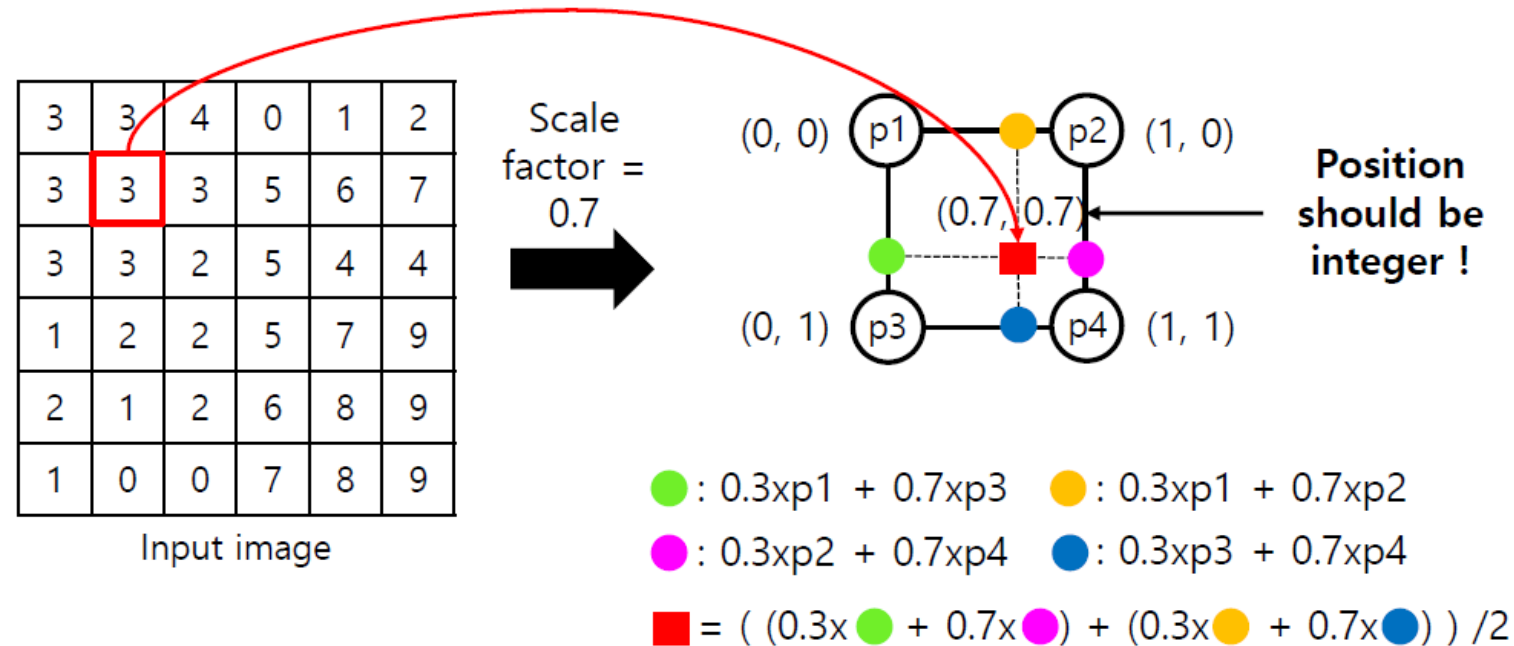 3 3 4 0 1 2
3 3 3 5 6 7
3 3 2 5 4 4
1 2 2 5 7 9
2 1 2 6 8 9
1 0 0 7 8 9
Input image
Scale
factor =
0.7
(0, 0) p1 p2 (1, 0)
(0.7, 0.7)
(0, 1) p3 p4 (1, 1)
Position
should be
integer !
: 0.3xp1 + 0.7xp3 : 0.3xp1 + 0.7xp2
: 0.3xp2 + 0.7xp4 : 0.3xp3 + 0.7xp4
= ( (0.3x + 0.7x ) + (0.3x + 0.7x ) ) /2